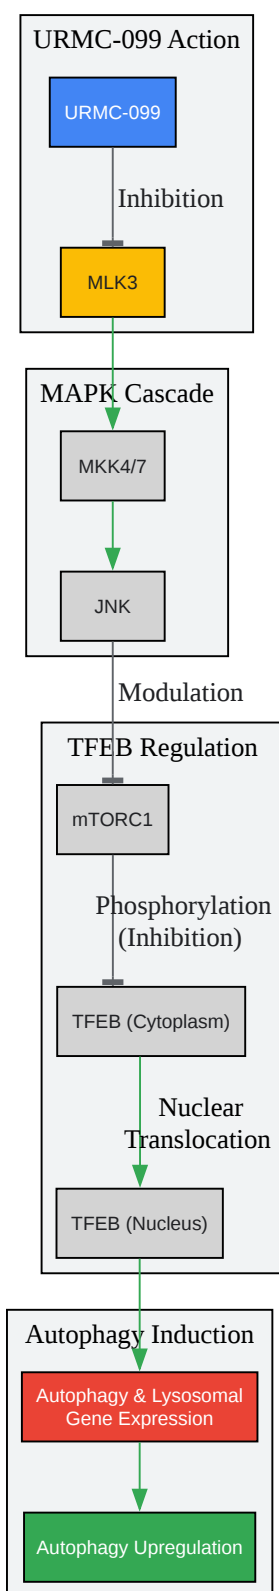 URMC-099 Action
URMC-099
Inhibition
MLK3
MAPK Cascade
MKK4/7
JNK
Modulation
TFEB Regulation
mTORC1
Phosphorylation
(Inhibition)
TFEB (Cytoplasm)
Nuclear
Translocation
TFEB (Nucleus)
Autophagy Induction
Autophagy & Lysosomal
Gene Expression
Autophagy Upregulation